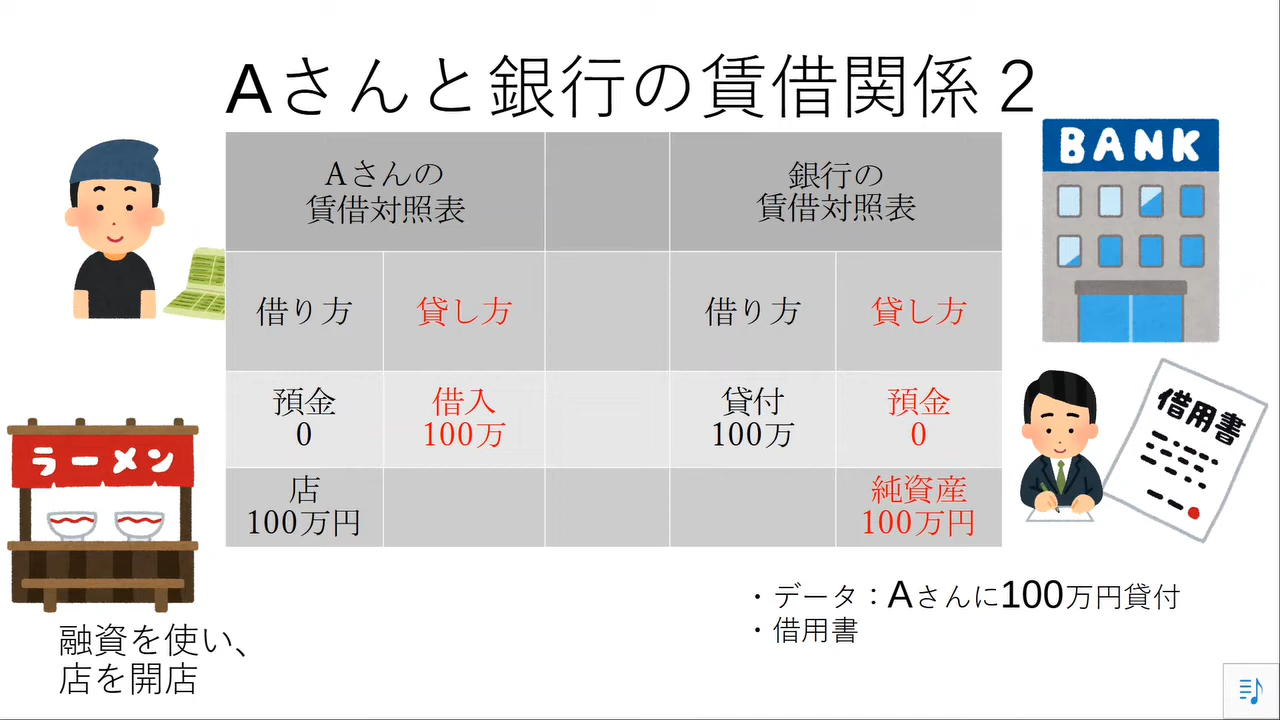 Aさんと銀行の賃借関係２
BANK
Aさんの
賃借対照表
銀行の
賃借対照表
借り方
貸し方
借り方
貸し方
預金
0
借入
100万
貸付
100万
預金
0
店
100万円
純資産
100万円
借用書
ラーメン
・データ：Aさんに100万円貸付
・借用書
融資を使い、
店を開店